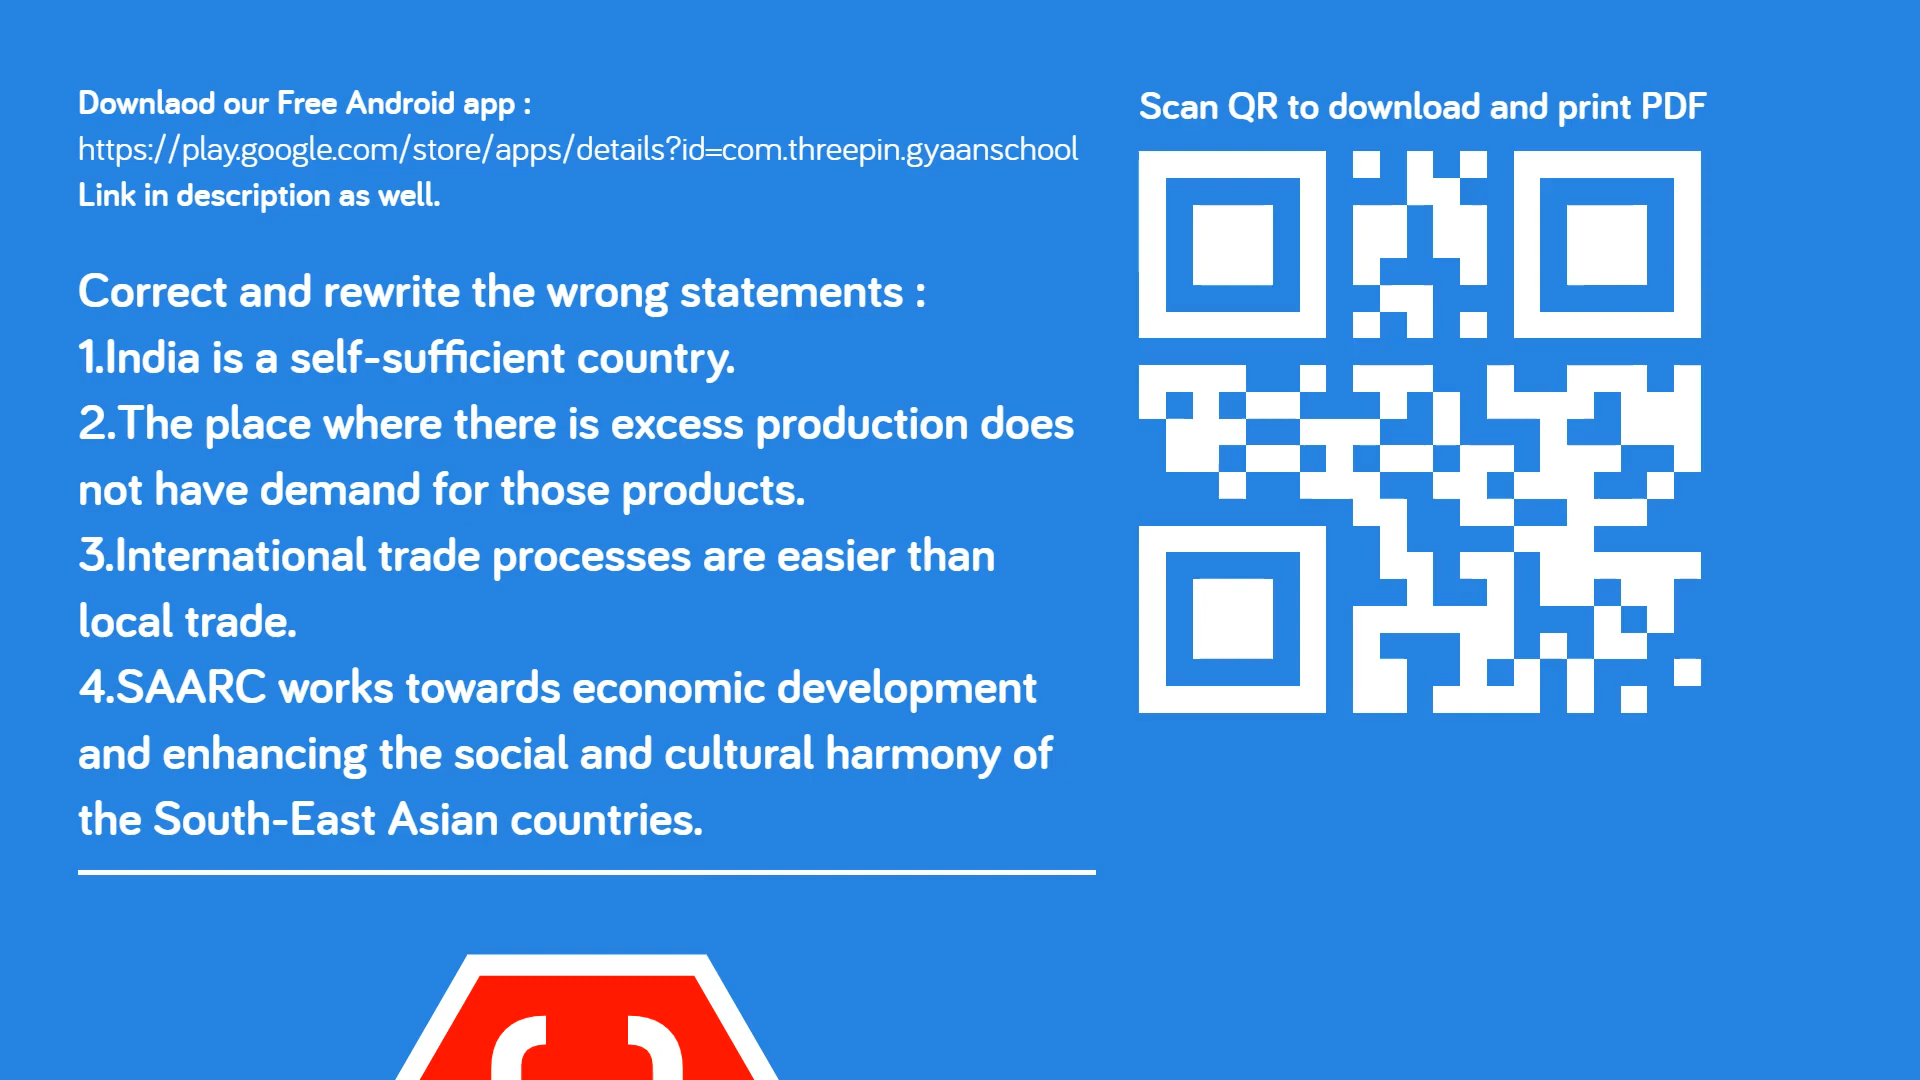 Downlaod our Free Android app :
https://play.google.com/store/apps/details?id=com.threepin.gyaanschool
Link in description as well.
Correct and rewrite the wrong statements :
1.India is a self-sufficient country.
2.The place where there is excess production does
not have demand for those products.
3.International trade processes are easier than
local trade.
4.SAARC works towards economic development
and enhancing the social and cultural harmony of
the South-East Asian countries.
Scan QR to download and print PDF